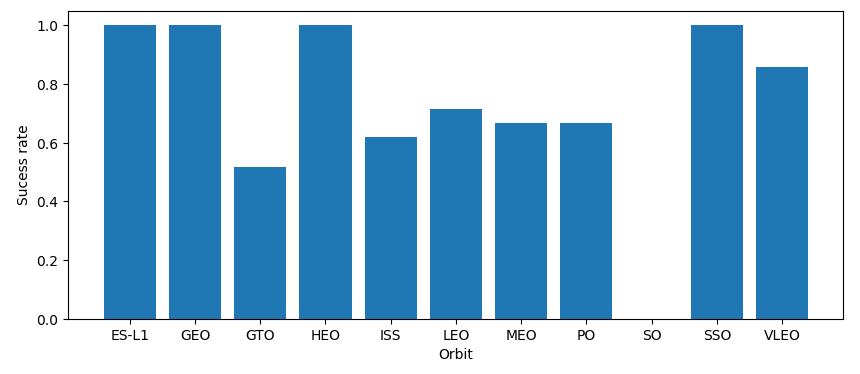 1.0
0.8
0.6
0.4
0.2
0.0
Sucess rate
ES-L1 GEO GTO HEO ISS LEO MEO PO SO SSO VLEO
Orbit